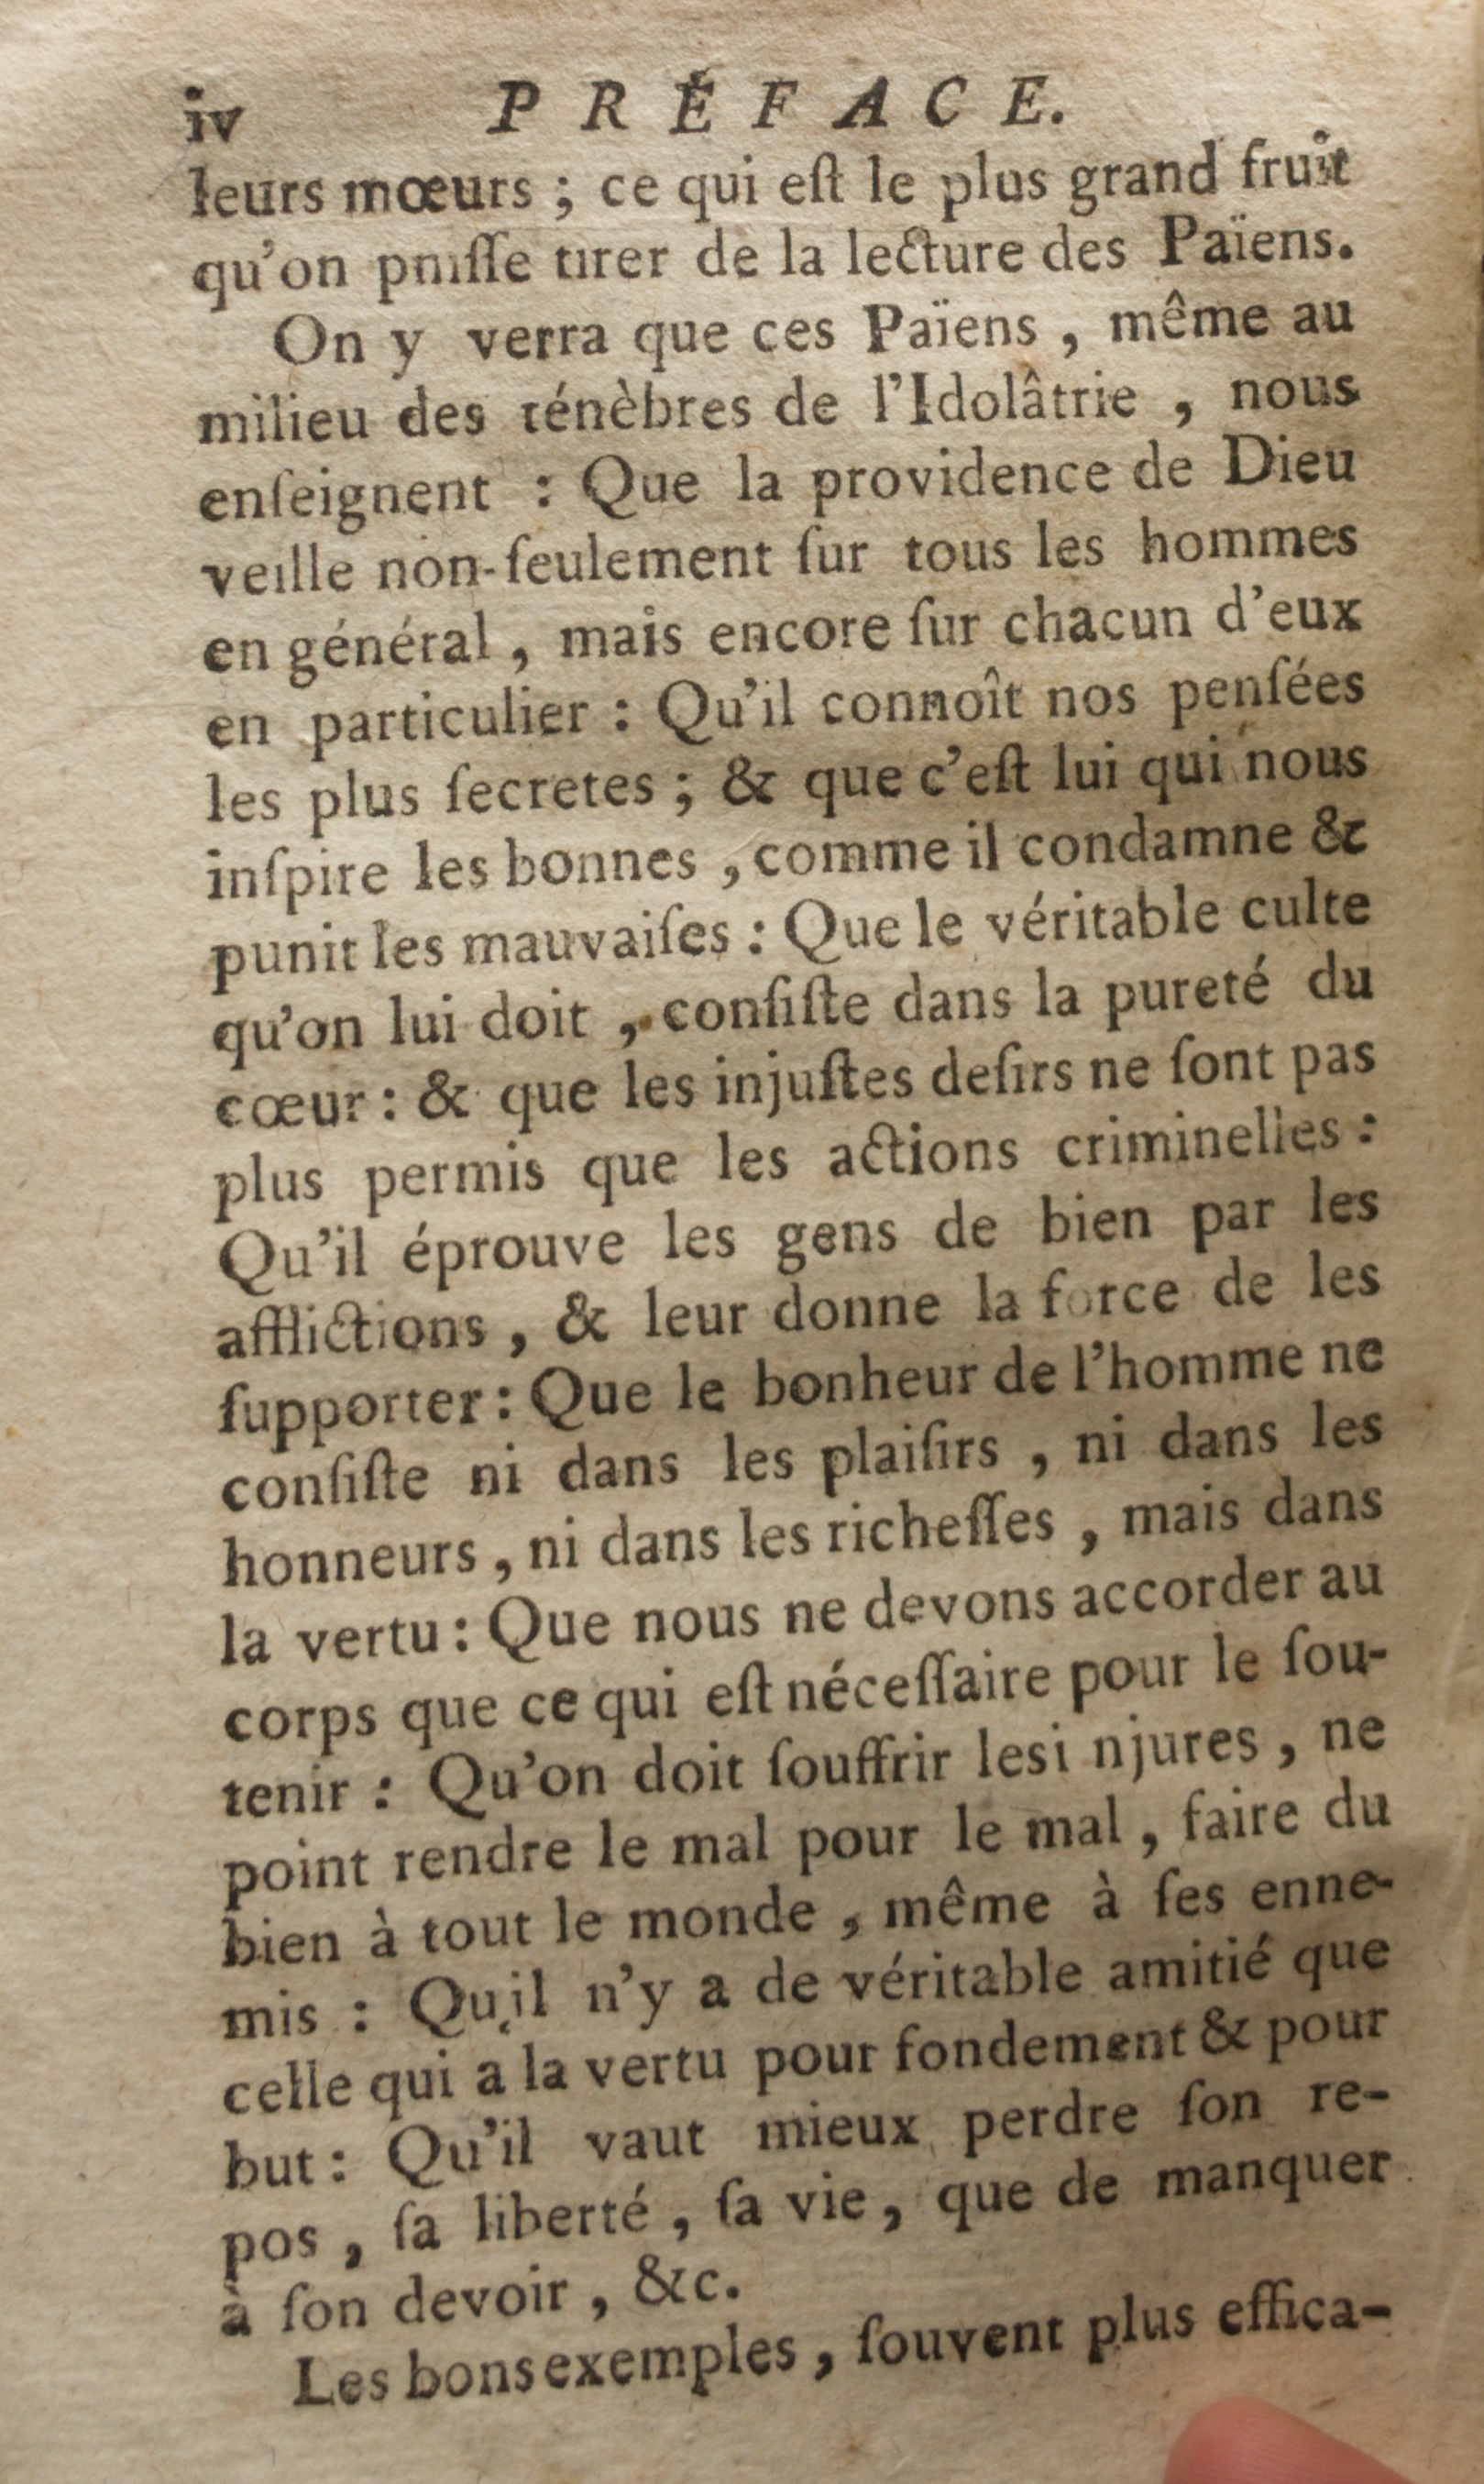 iv PRÉFACE.
leurs mœurs ; ce qui eſt le plus grand fruit
qu'on puiſſe tirer de la lecture des Païens.
On y verra que ces Païens , même au
milieu des ténèbres de l'Idolâtrie , nous
enſeignent : Que la providence de Dieu
veille non-ſeulement ſur tous les hommes
en général , mais encore ſur chacun d'eux
en particulier : Qu'il connoît nos penſées
les plus ſecretes ; & que c'eſt lui qui nous
inſpire les bonnes , comme il condamne &
punit les mauvaiſes : Que le véritable culte
qu'on lui doit , conſiſte dans la pureté du
cœur : & que les injuſtes deſirs ne ſont pas
plus permis que les actions criminelles :
Qu'il éprouve les gens de bien par les
afflictions , & leur donne la force de les
ſupporter : Que le bonheur de l'homme ne
conſiſte ni dans les plaiſirs , ni dans les
honneurs , ni dans les richeſſes , mais dans
la vertu : Que nous ne devons accorder au
corps que ce qui eſt néceſſaire pour le ſou-
tenir : Qu'on doit ſouffrir lesi njures , ne
point rendre le mal pour le mal , faire du
bien à tout le monde , même à ſes enne-
mis : Qu,il n'y a de véritable amitié que
celle qui a la vertu pour fondement & pour
but : Qu'il vaut mieux perdre ſon re-
pos , ſa liberté , ſa vie , que de manquer
à ſon devoir , &c.
Les bons exemples , ſouvent plus effica-